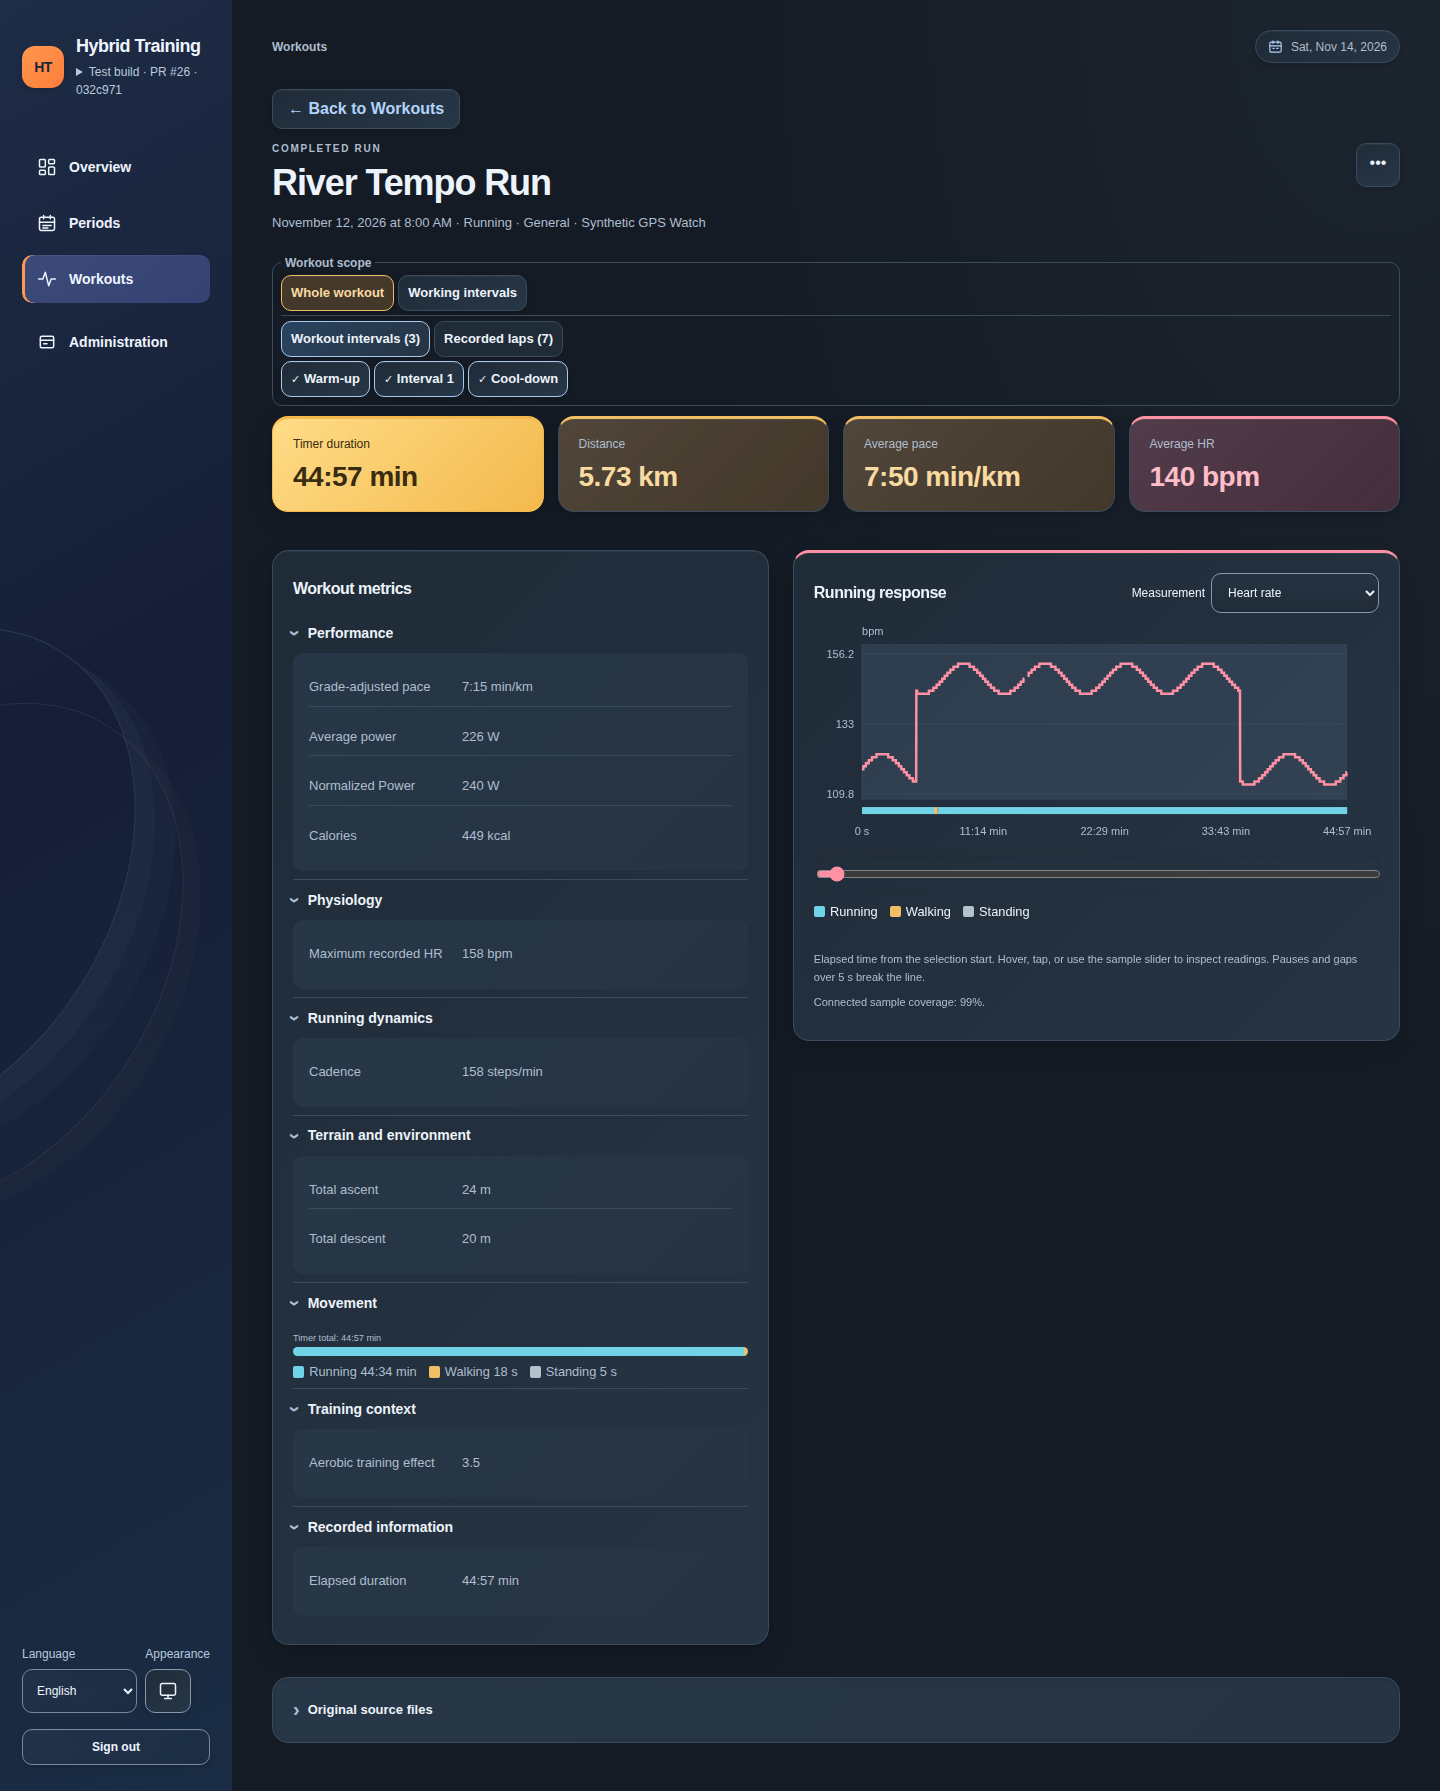 HT
Hybrid Training
Test build · PR #26 ·
032c971
Overview
Periods
Workouts
Administration
Language
Appearance
English
Sign out
Workouts
Sat, Nov 14, 2026
← Back to Workouts
COMPLETED RUN
River Tempo Run
•••
November 12, 2026 at 8:00 AM · Running · General · Synthetic GPS Watch
Workout scope
Whole workout
Working intervals
Workout intervals (3)
Recorded laps (7)
✓ Warm-up
✓ Interval 1
✓ Cool-down
Timer duration
44:57 min
Distance
5.73 km
Average pace
7:50 min/km
Average HR
140 bpm
Workout metrics
Performance
Grade-adjusted pace 7:15 min/km
Average power 226 W
Normalized Power 240 W
Calories 449 kcal
Physiology
Maximum recorded HR 158 bpm
Running dynamics
Cadence 158 steps/min
Terrain and environment
Total ascent 24 m
Total descent 20 m
Movement
Timer total: 44:57 min
Running 44:34 min Walking 18 s Standing 5 s
Training context
Aerobic training effect 3.5
Recorded information
Elapsed duration 44:57 min
Running response
Measurement
Heart rate
bpm
156.2
133
109.8
0 s 11:14 min 22:29 min 33:43 min 44:57 min
Running Walking Standing
Elapsed time from the selection start. Hover, tap, or use the sample slider to inspect readings. Pauses and gaps
over 5 s break the line.
Connected sample coverage: 99%.
Original source files